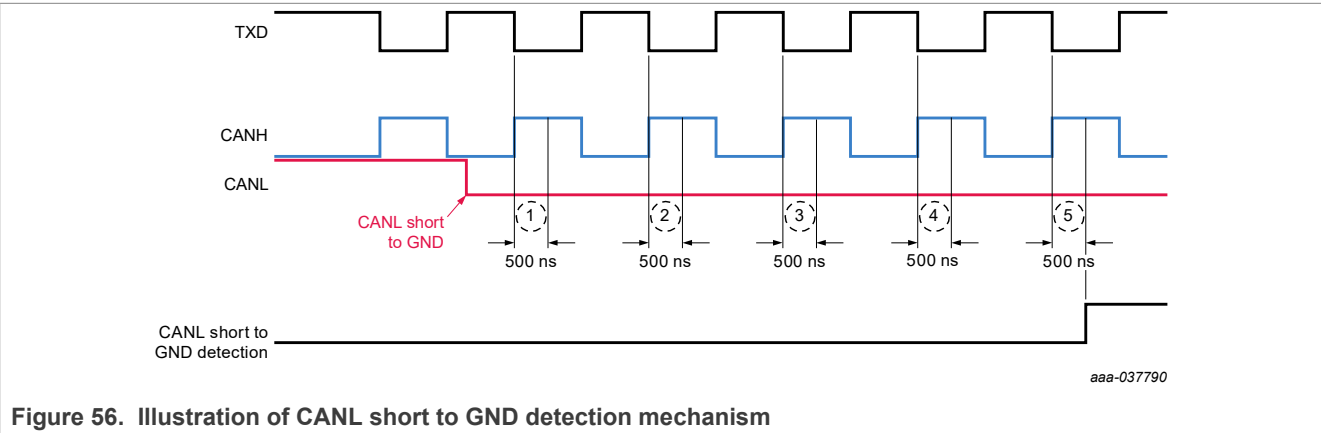 TXD
CANH
CANL
CANL short
to GND
1 2 3 4 5
500 ns 500 ns 500 ns 500 ns 500 ns
CANL short to
GND detection
aaa-037790
Figure 56. Illustration of CANL short to GND detection mechanism